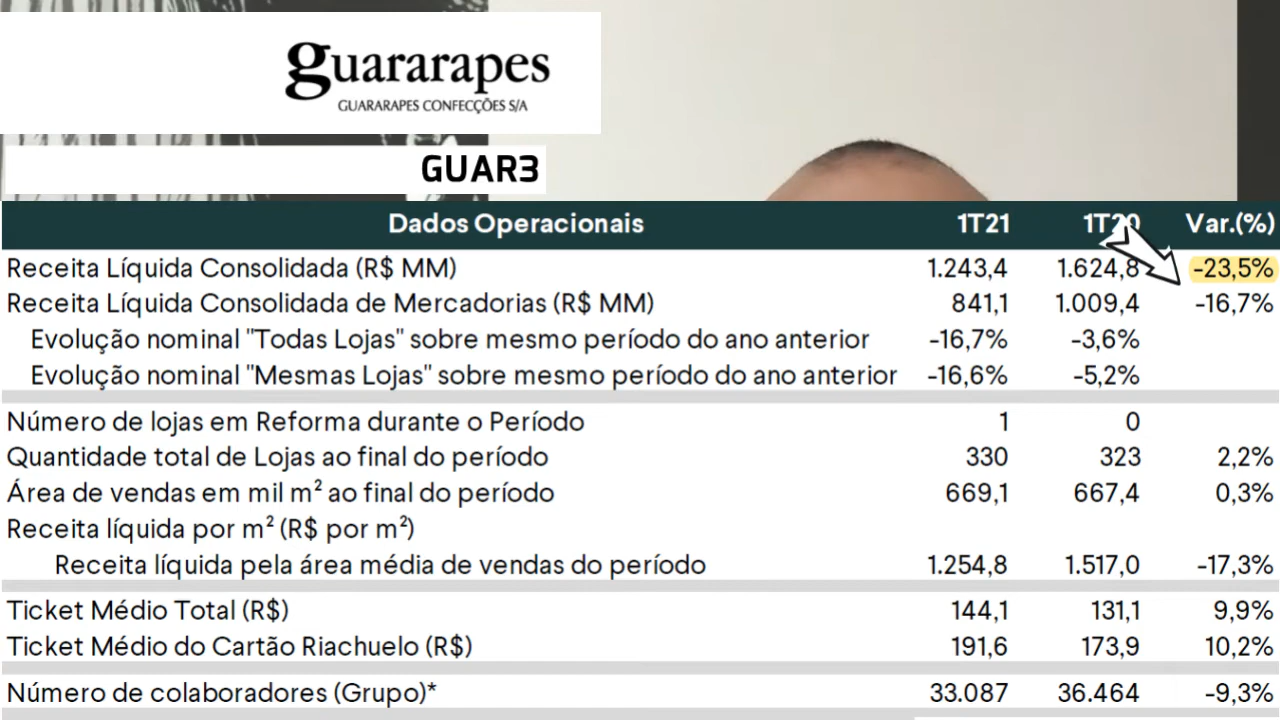 guararapes
GUARARAPES CONFECÇÕES S/A
GUAR3
Dados Operacionais 1T21 1T20 Var.(%)
Receita Líquida Consolidada (R$ MM) 1.243,4 1.624,8 -23,5%
Receita Líquida Consolidada de Mercadorias (R$ MM) 841,1 1.009,4 -16,7%
Evolução nominal "Todas Lojas" sobre mesmo período do ano anterior -16,7% -3,6%
Evolução nominal "Mesmas Lojas" sobre mesmo período do ano anterior -16,6% -5,2%
Número de lojas em Reforma durante o Período 1 0
Quantidade total de Lojas ao final do período 330 323 2,2%
Área de vendas em mil m² ao final do período 669,1 667,4 0,3%
Receita líquida por m² (R$ por m²)
Receita líquida pela área média de vendas do período 1.254,8 1.517,0 -17,3%
Ticket Médio Total (R$) 144,1 131,1 9,9%
Ticket Médio do Cartão Riachuelo (R$) 191,6 173,9 10,2%
Número de colaboradores (Grupo)* 33.087 36.464 -9,3%